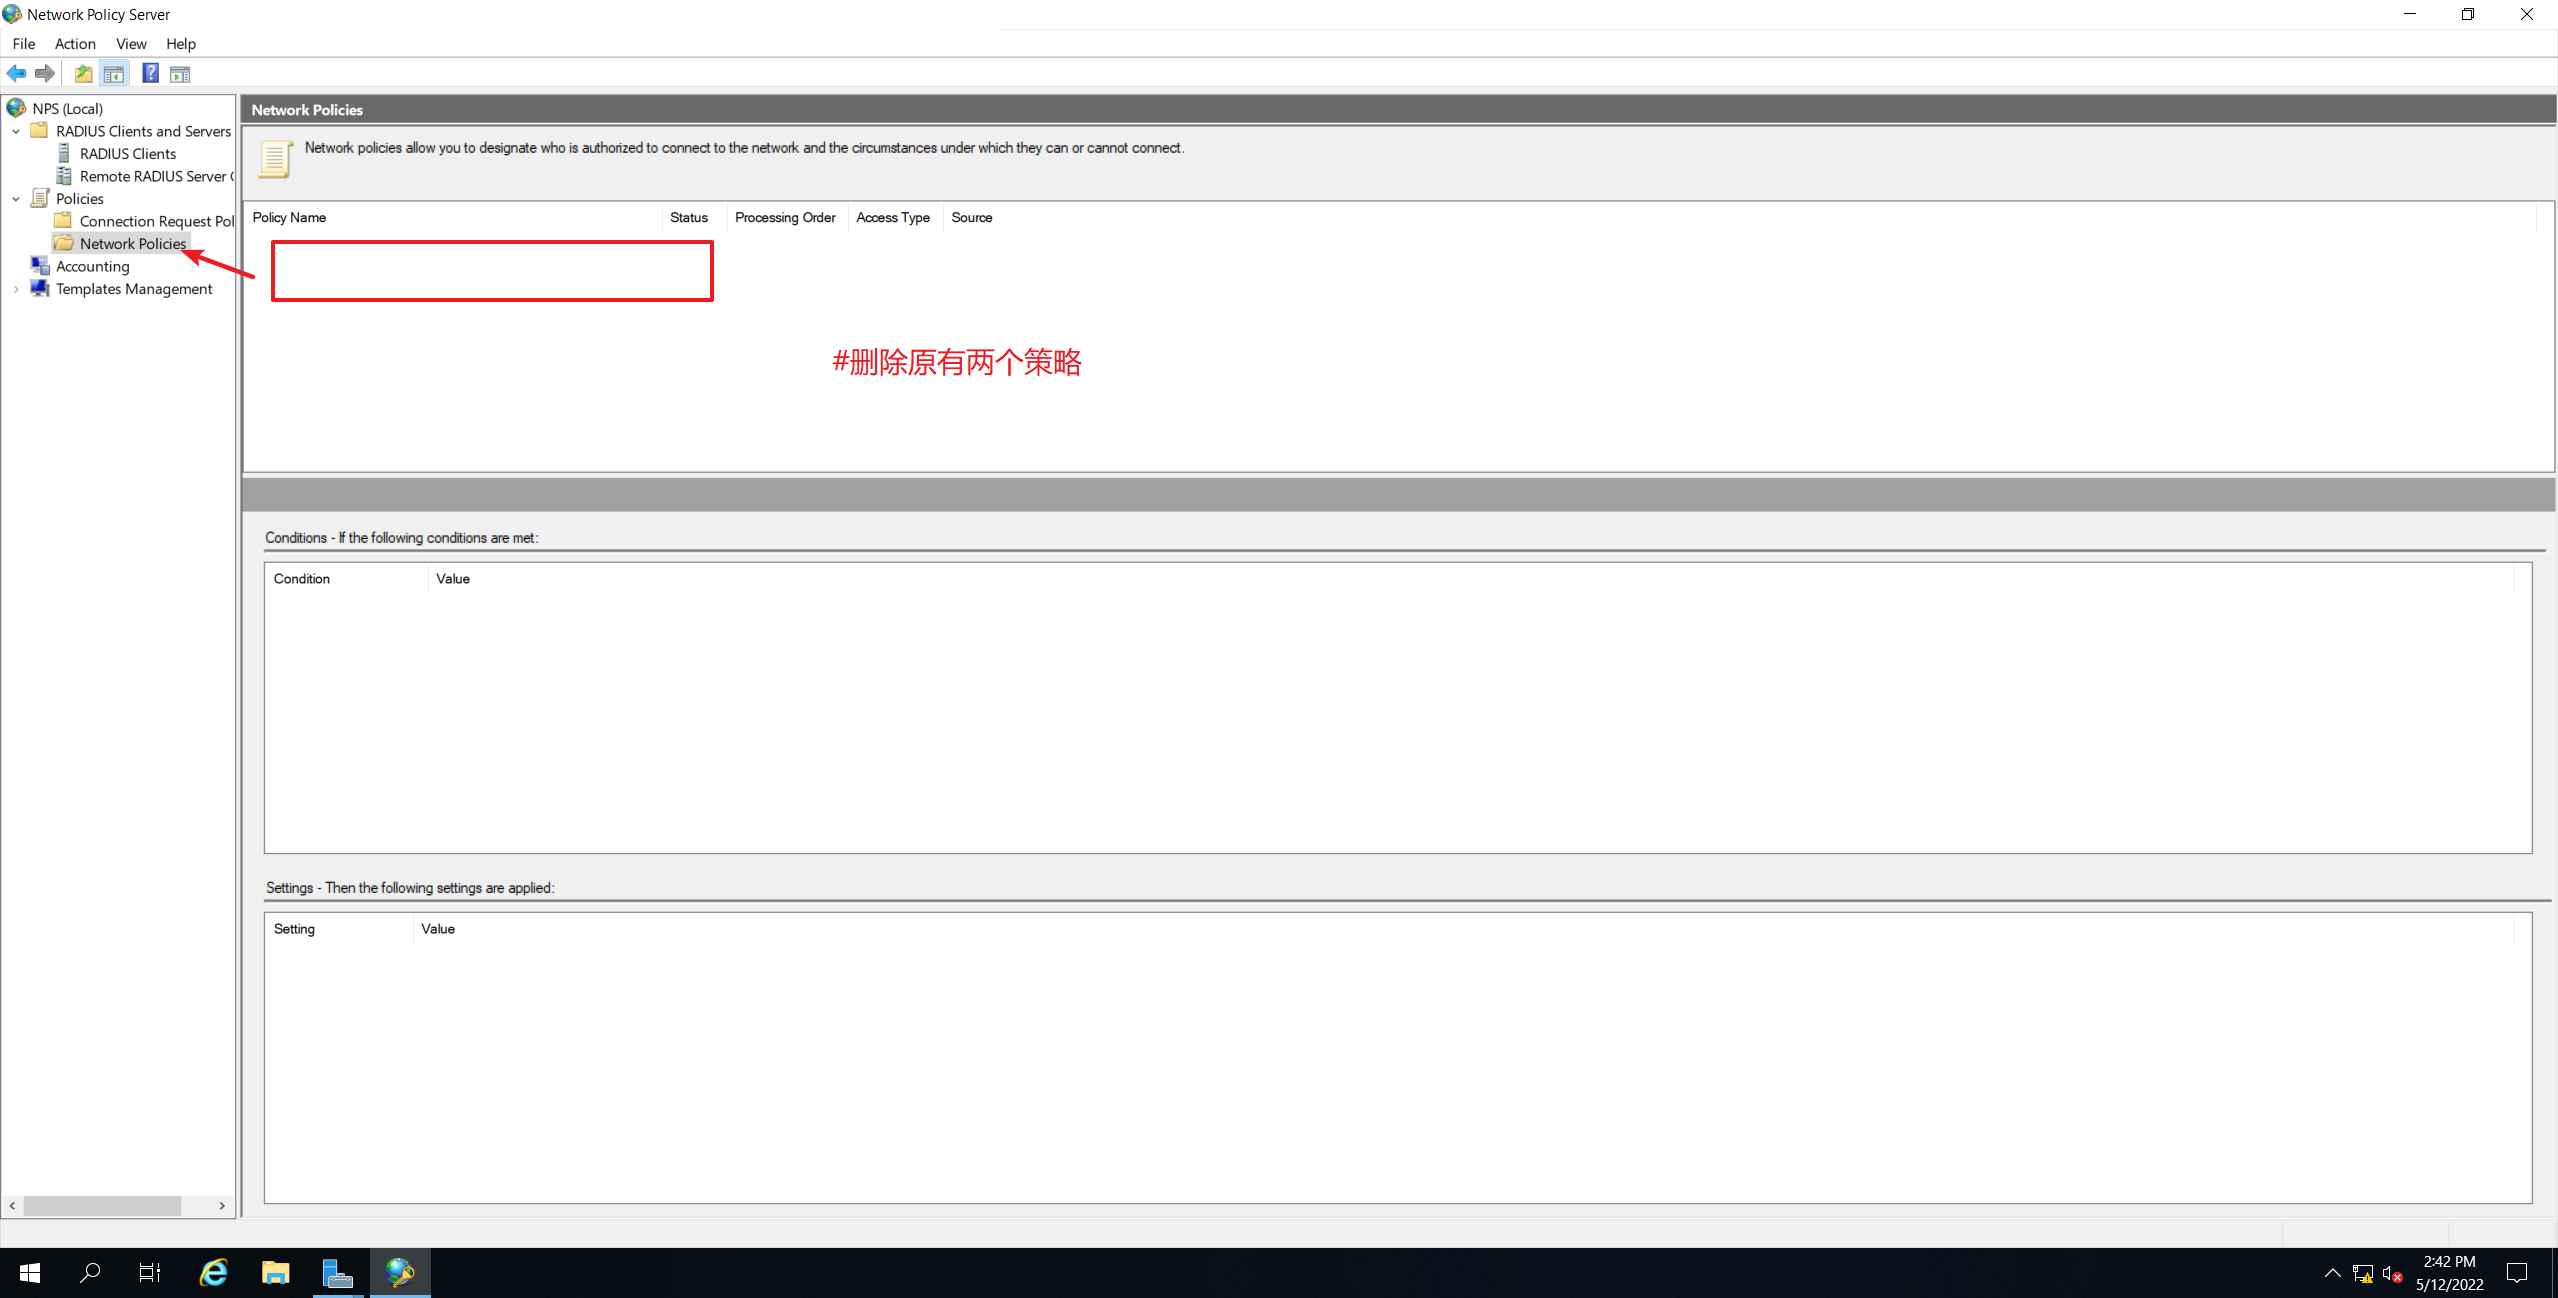 Network Policy Server
File Action View Help
NPS (Local)
RADIUS Clients and Servers
RADIUS Clients
Remote RADIUS Server
Policies
Connection Request Pol
Network Policies
Accounting
Templates Management
Network Policies
Network policies allow you to designate who is authorized to connect to the network and the circumstances under which they can or cannot connect.
Policy Name Status Processing Order Access Type Source
#删除原有两个策略
Conditions - If the following conditions are met:
Condition Value
Settings - Then the following settings are applied:
Setting Value
2:42 PM
5/12/2022